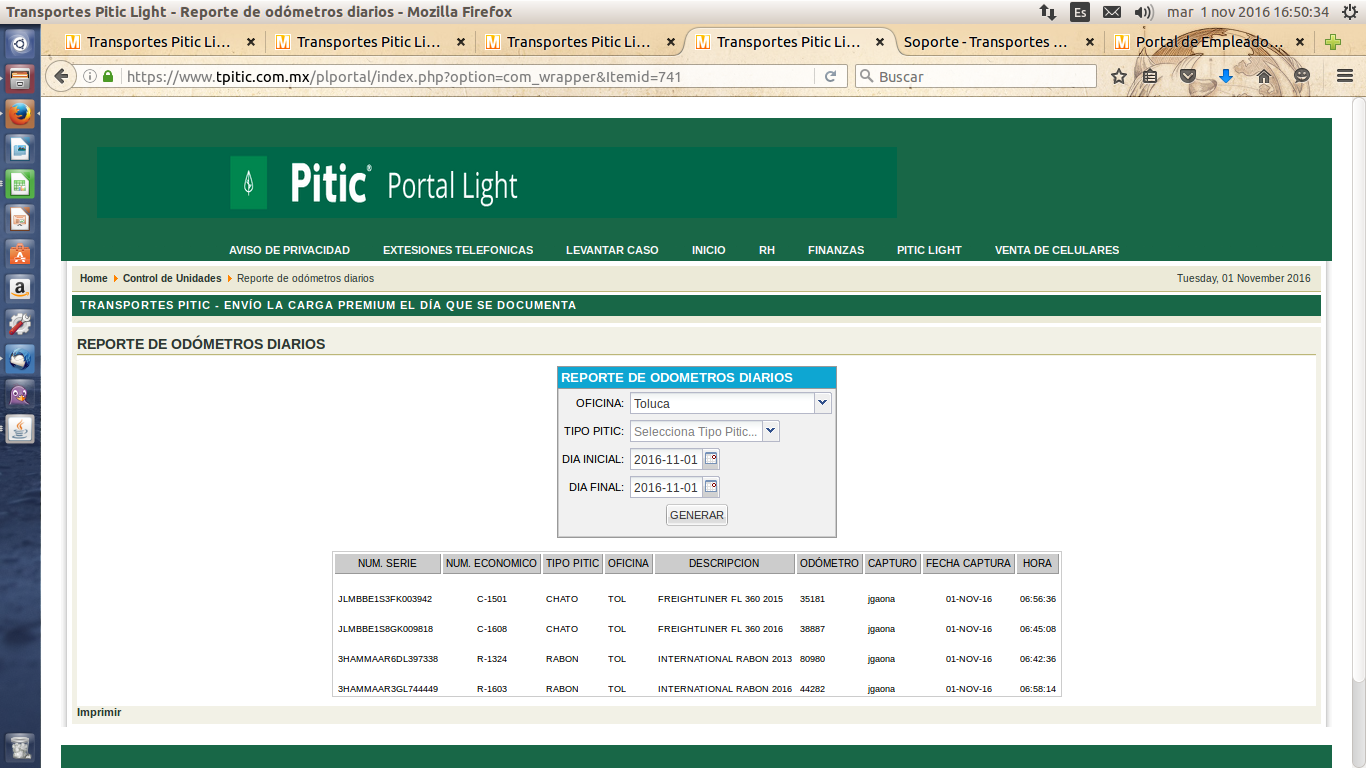 Transportes Pitic Light - Reporte de odómetros diarios - Mozilla Firefox
Es
mar 1 nov 2016 16:50:34
Transportes Pitic Li... × Transportes Pitic Li... × Transportes Pitic Li... × Transportes Pitic Li... × Soporte - Transportes ... × Portal de Empleado... ×
https://www.tpitic.com.mx/plportal/index.php?option=com_wrapper&Itemid=741
Buscar
Pitic® Portal Light
AVISO DE PRIVACIDAD EXTESIONES TELEFONICAS LEVANTAR CASO INICIO RH FINANZAS PITIC LIGHT VENTA DE CELULARES
Home Control de Unidades Reporte de odómetros diarios Tuesday, 01 November 2016
TRANSPORTES PITIC - ENVÍO LA CARGA PREMIUM EL DÍA QUE SE DOCUMENTA
REPORTE DE ODÓMETROS DIARIOS
REPORTE DE ODOMETROS DIARIOS
OFICINA: Toluca
TIPO PITIC: Selecciona Tipo Pitic...
DIA INICIAL: 2016-11-01
DIA FINAL: 2016-11-01
GENERAR
NUM. SERIE NUM. ECONOMICO TIPO PITIC OFICINA DESCRIPCION ODÓMETRO CAPTURO FECHA CAPTURA HORA
JLMBBE1S3FK003942 C-1501 CHATO TOL FREIGHTLINER FL 360 2015 35181 jgaona 01-NOV-16 06:56:36
JLMBBE1S8GK009818 C-1608 CHATO TOL FREIGHTLINER FL 360 2016 38887 jgaona 01-NOV-16 06:45:08
3HAMMAAR6DL397338 R-1324 RABON TOL INTERNATIONAL RABON 2013 80980 jgaona 01-NOV-16 06:42:36
3HAMMAAR3GL744449 R-1603 RABON TOL INTERNATIONAL RABON 2016 44282 jgaona 01-NOV-16 06:58:14
Imprimir